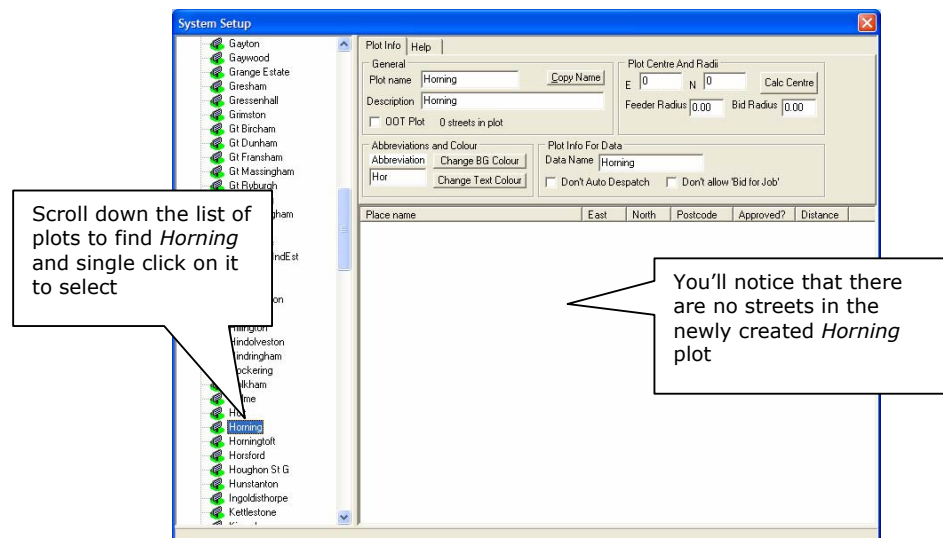 System Setup
Gayton
Gaywood
Grange Estate
Gresham
Gressenhall
Grimston
Gt Bircham
Gt Dunham
Gt Fransham
Gt Massingham
Gt Ryburgh
Scroll down the list of
plots to find Horning
and single click on it
to select
Hindolveston
Hor
Horning
Horningtoft
Horsford
Houghon St G
Hunstanton
Ingoldisthorpe
Kettlestone
Plot Info
Help
General
Plot name
Horning
Copy Name
Description
Horning
OOT Plot
0 streets in plot
Plot Centre And Radii
E 0
N 0
Calc Centre
Feeder Radius 0.00
Bid Radius 0.00
Abbreviations and Colour
Abbreviation
Change BG Colour
Hor
Change Text Colour
Plot Info For Data
Data Name
Horning
Don't Auto Despatch
Don't allow 'Bid for Job'
Place name
East
North
Postcode
Approved?
Distance
You'll notice that there
are no streets in the
newly created Horning
plot